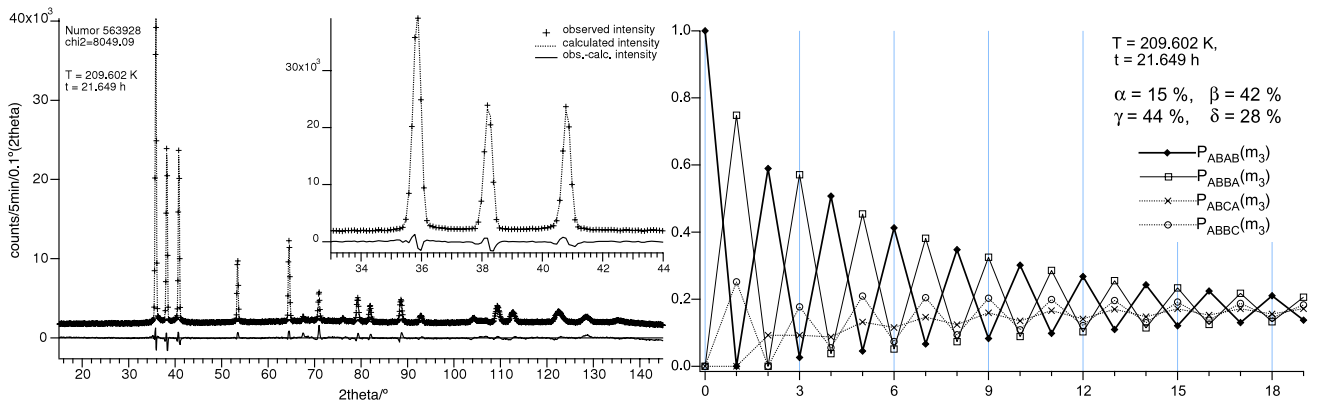 40x10³
30
20
10
0
counts/5min/0.1°(2theta)
Numor 563928
chi2=8049.09
T = 209.602 K
t = 21.649 h
30x10³
20
10
0
34 36 38 40 42 44
+ observed intensity
calculated intensity
obs.-calc. intensity
20 30 40 50 60 70 80 90 100 110 120 130 140
2theta/°
1.0
0.8
0.6
0.4
0.2
0.0
0 3 6 9 12 15 18
T = 209.602 K,
t = 21.649 h
α = 15 %, β = 42 %
γ = 44 %, δ = 28 %
P_ABAB(m₃)
P_ABBA(m₃)
P_ABCA(m₃)
P_ABBC(m₃)